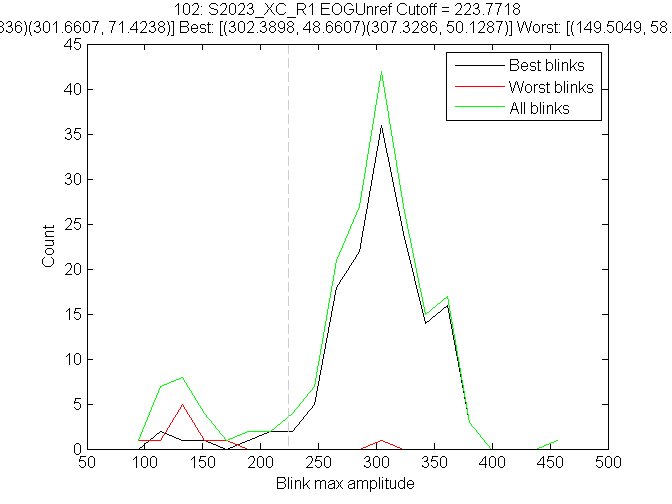 102: S2023_XC_R1 EOGUnref Cutoff = 223.7718
836)(301.6607, 71.4238)] Best: [(302.3898, 48.6607)(307.3286, 50.1287)] Worst: [(149.5049, 58.
45
40
35
30
25
20
15
10
5
0
Count
Best blinks
Worst blinks
All blinks
50 100 150 200 250 300 350 400 450 500
Blink max amplitude